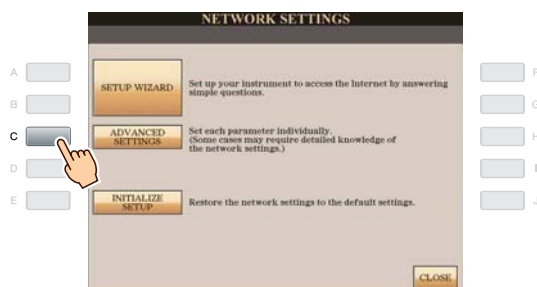 NETWORK SETTINGS
A
F
SETUP WIZARD
Set up your instrument to access the Internet by answering
simple questions.
B
G
C
H
ADVANCED
SETTINGS
Set each parameter individually.
(Some cases may require detailed knowledge of
the network settings.)
D
I
E
J
INITIALIZE
SETUP
Restore the network settings to the default settings.
CLOSE